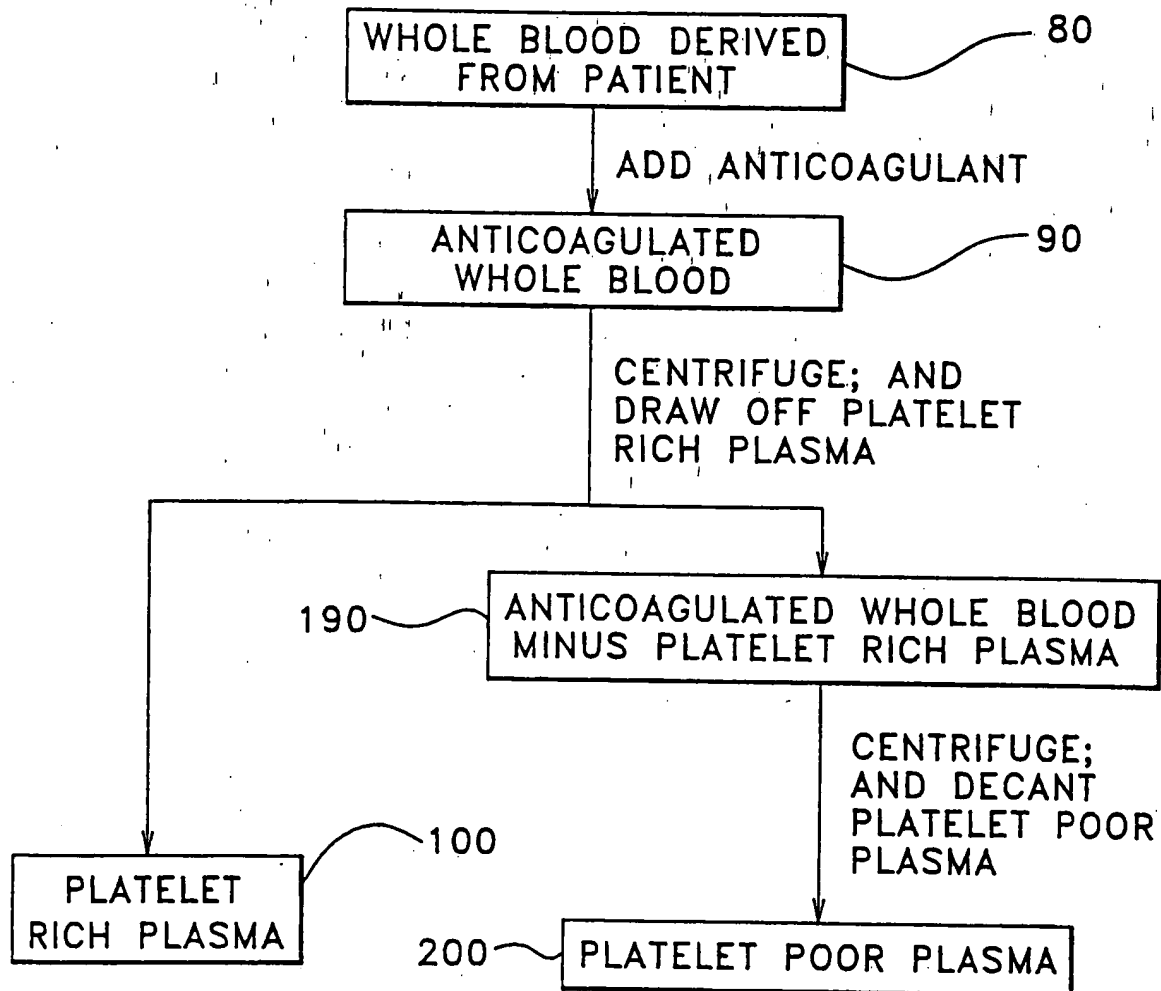 WHOLE BLOOD DERIVED
FROM PATIENT
80
ADD ANTICOAGULANT
ANTICOAGULATED
WHOLE BLOOD
90
CENTRIFUGE; AND
DRAW OFF PLATELET
RICH PLASMA
190
ANTICOAGULATED WHOLE BLOOD
MINUS PLATELET RICH PLASMA
CENTRIFUGE;
AND DECANT
PLATELET POOR
PLASMA
100
PLATELET
RICH PLASMA
200
PLATELET POOR PLASMA